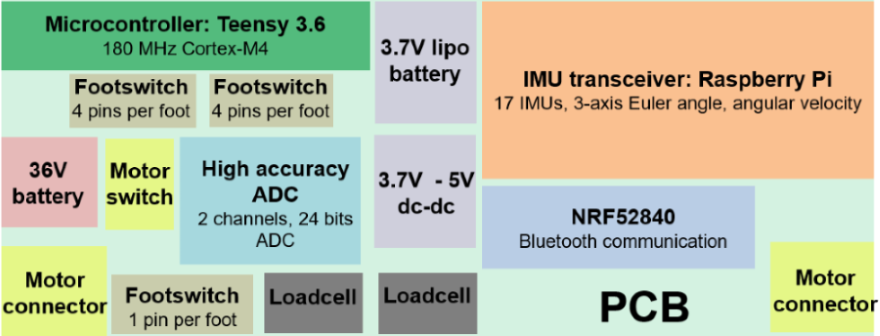 Microcontroller: Teensy 3.6
180 MHz Cortex-M4
3.7V lipo
battery
IMU transceiver: Raspberry Pi
17 IMUs, 3-axis Euler angle, angular velocity
Footswitch
4 pins per foot
Footswitch
4 pins per foot
36V
battery
Motor
switch
High accuracy
ADC
2 channels, 24 bits
ADC
3.7V - 5V
dc-dc
NRF52840
Bluetooth communication
Motor
connector
Footswitch
1 pin per foot
Loadcell
Loadcell
PCB
Motor
connector